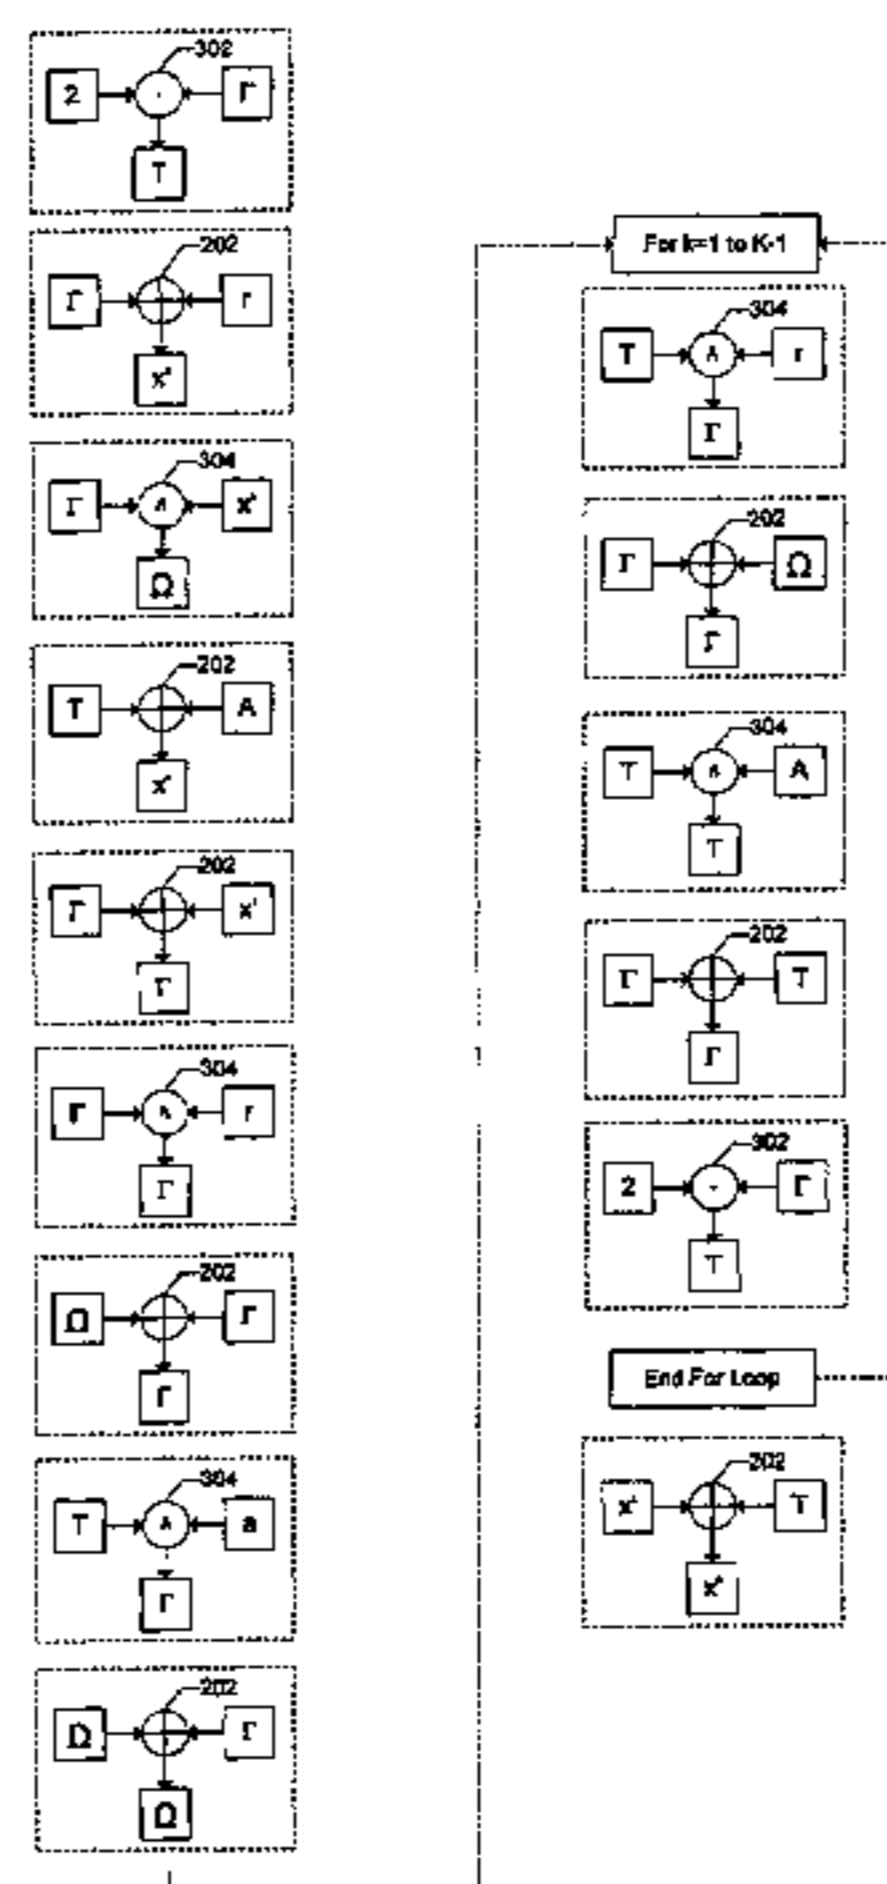 302
2 · Γ
T
202
Γ r
x'
304
Γ ∧ x'
Ω
202
T A
x'
202
Γ x'
Γ
304
Γ ∧ r
Γ
202
Ω Γ
Γ
304
T ∧ a
Γ
202
Ω Γ
Ω
For k=1 to K-1
304
T ∧ r
Γ
202
Γ Ω
Γ
304
T ∧ A
T
202
Γ T
Γ
302
2 · Γ
T
End For Loop
202
x' T
x'